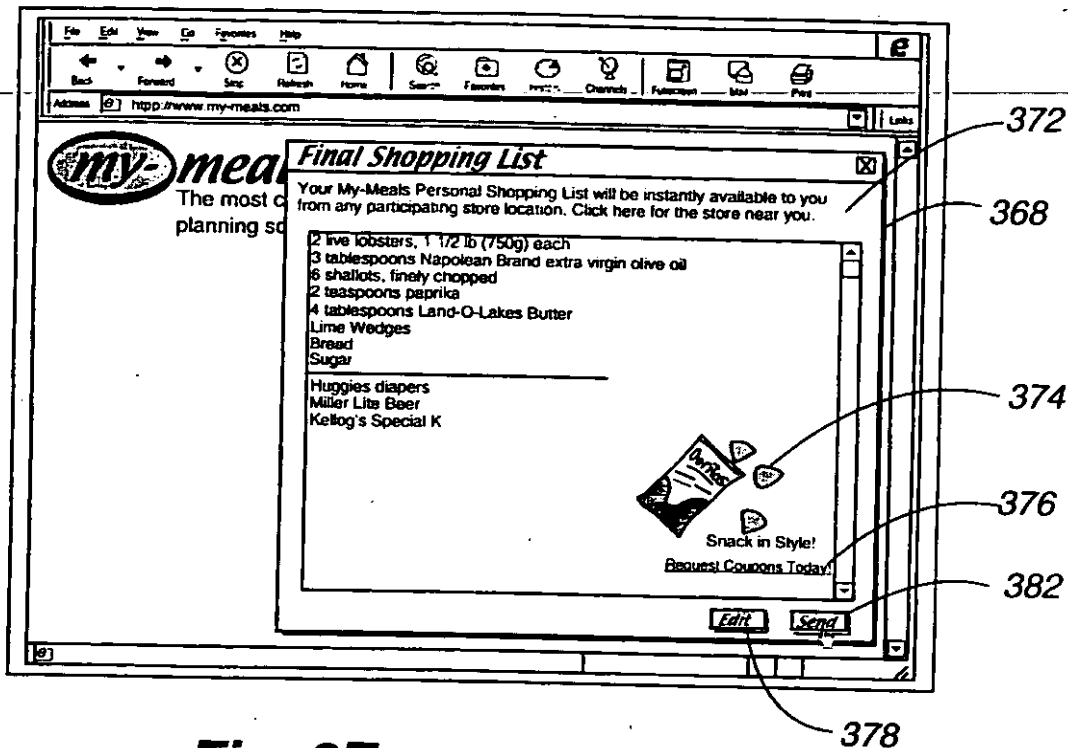 File Edit View Go Favorites Help
Back Forward Stop Refresh Home Search Favorites Channels Fullscreen Mail Print
Address htpp://www.my-meals.com Links
my- meal
The most c
planning so
Final Shopping List
Your My-Meals Personal Shopping List will be instantly available to you
from any participating store location. Click here for the store near you.
2 live lobsters, 1 1/2 lb (750g) each
3 tablespoons Napolean Brand extra virgin olive oil
6 shallots, finely chopped
2 teaspoons paprika
4 tablespoons Land-O-Lakes Butter
Lime Wedges
Bread
Sugar
Huggies diapers
Miller Lite Beer
Kellog's Special K
Doritos
Snack in Style!
Request Coupons Today!
Edit Send
372
368
374
376
382
378